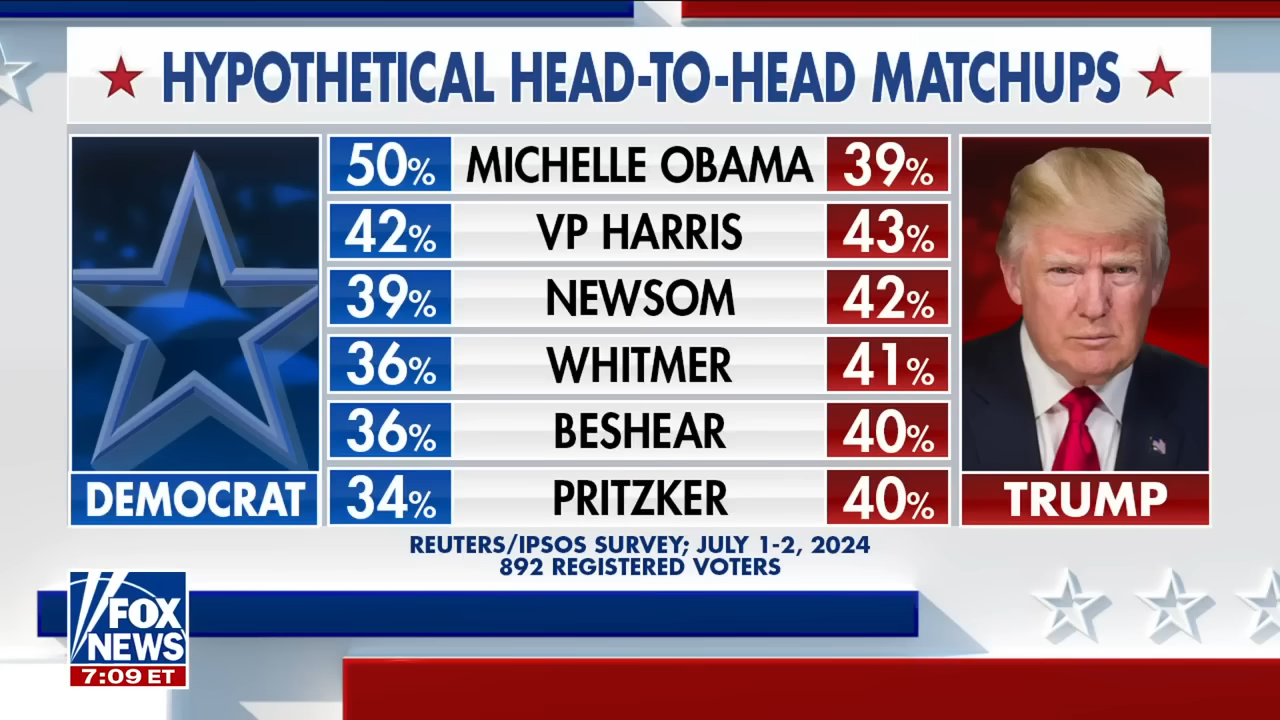 HYPOTHETICAL HEAD-TO-HEAD MATCHUPS
50% MICHELLE OBAMA 39%
42% VP HARRIS 43%
39% NEWSOM 42%
36% WHITMER 41%
36% BESHEAR 40%
34% PRITZKER 40%
DEMOCRAT
TRUMP
REUTERS/IPSOS SURVEY; JULY 1-2, 2024
892 REGISTERED VOTERS
FOX
NEWS
7:09 ET